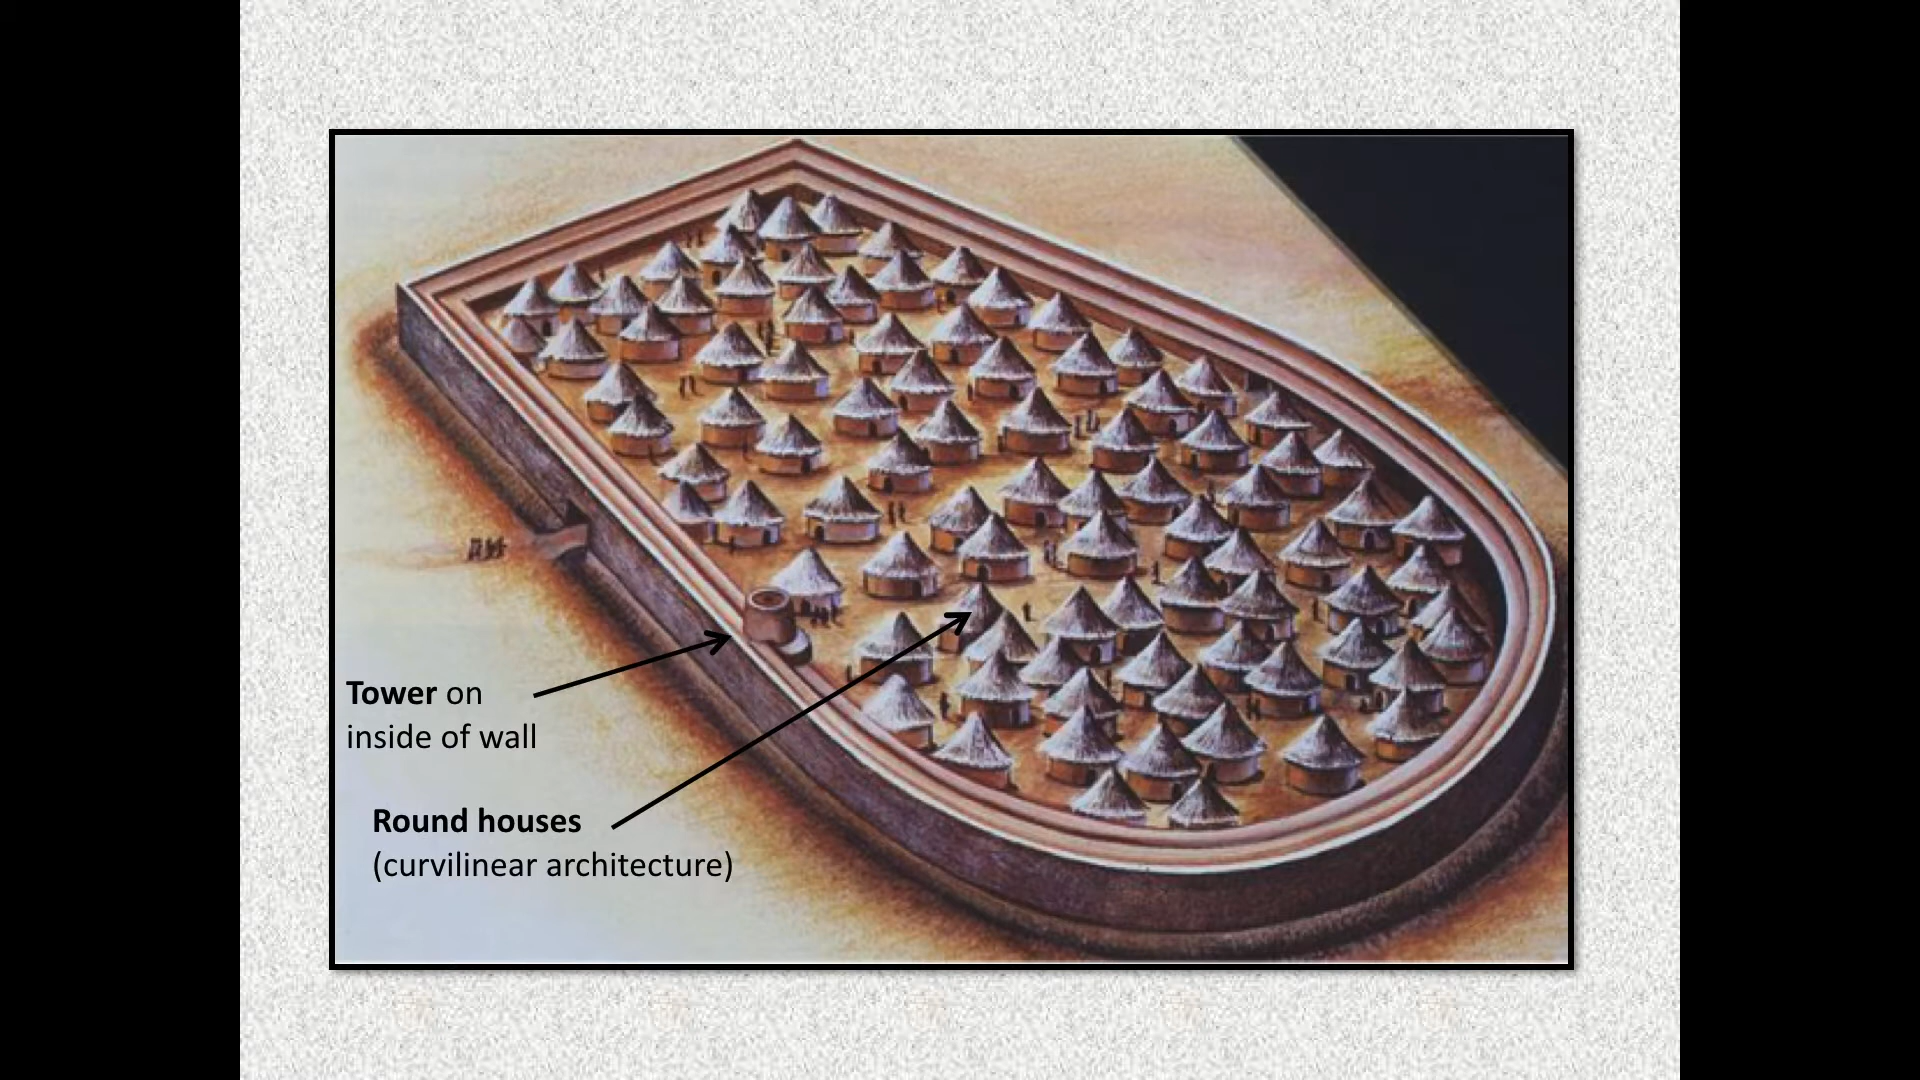 Tower on
inside of wall
Round houses
(curvilinear architecture)